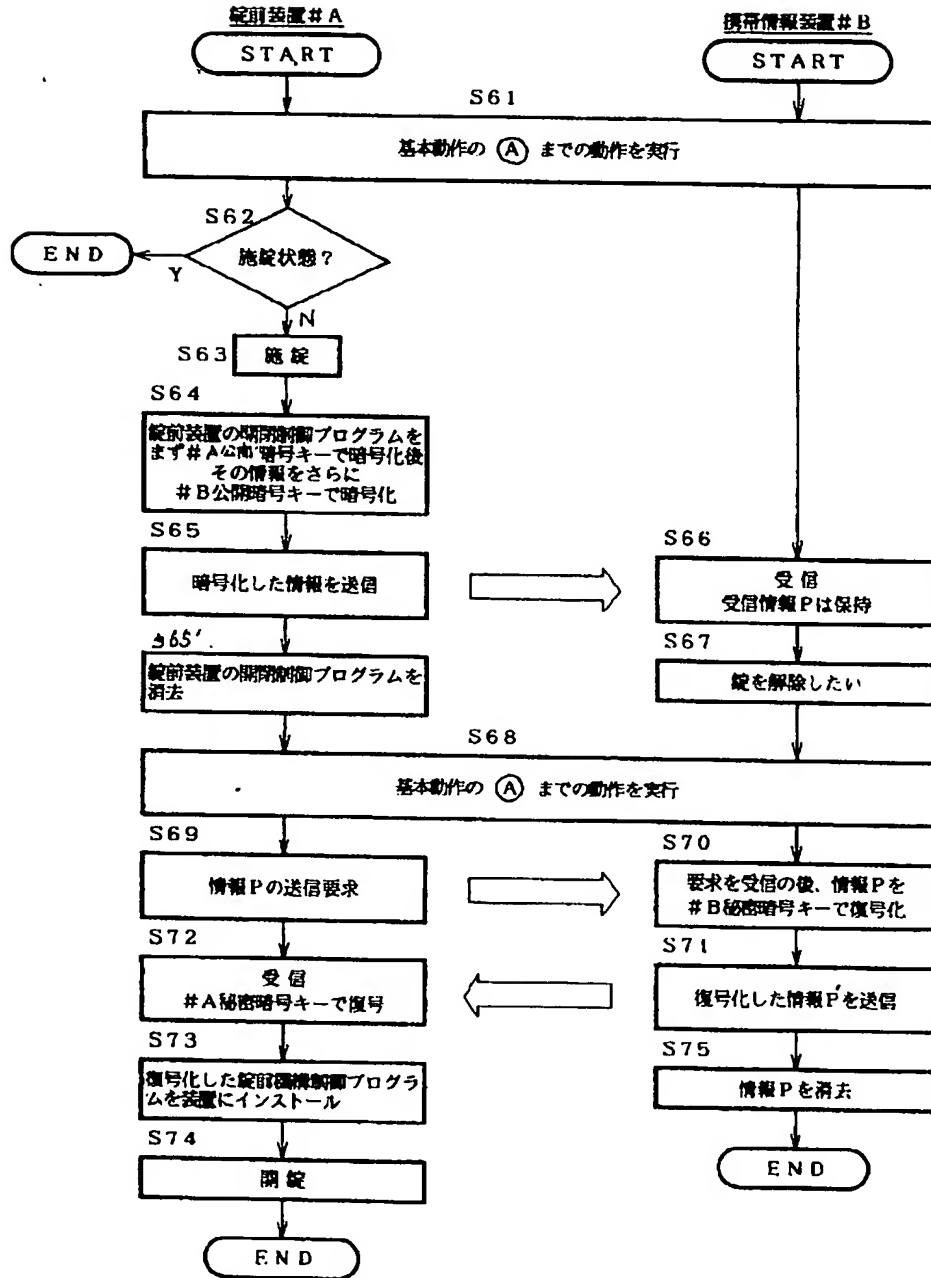 錠前装置#A
携帯情報装置#B
START
START
S61
基本動作の Ⓐ までの動作を実行
S62
END
施錠状態?
Y
N
S63
施錠
S64
錠前装置の開閉制御プログラムを
まず#A公開暗号キーで暗号化後
その情報をさらに
#B公開暗号キーで暗号化
S65
S66
暗号化した情報を送信
受信
受信情報Pは保持
S65'
S67
錠前装置の開閉制御プログラムを
消去
錠を解除したい
S68
基本動作の Ⓐ までの動作を実行
S69
S70
情報Pの送信要求
要求を受信の後、情報Pを
#B秘密暗号キーで復号化
S72
S71
受信
#A秘密暗号キーで復号
復号化した情報P'を送信
S73
S75
復号化した錠前機構制御プログラ
ムを装置にインストール
情報Pを消去
S74
開錠
END
END